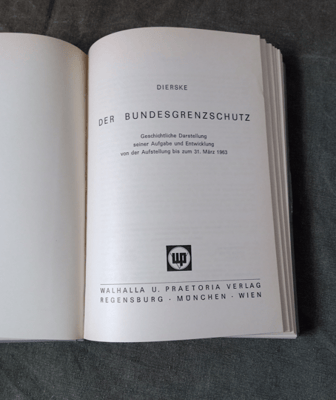 DIERSKE
DER BUNDESGRENZSCHUTZ
Geschichtliche Darstellung
seiner Aufgabe und Entwicklung
von der Aufstellung bis zum 31. März 1963
WALHALLA U. PRAETORIA VERLAG
REGENSBURG · MÜNCHEN · WIEN